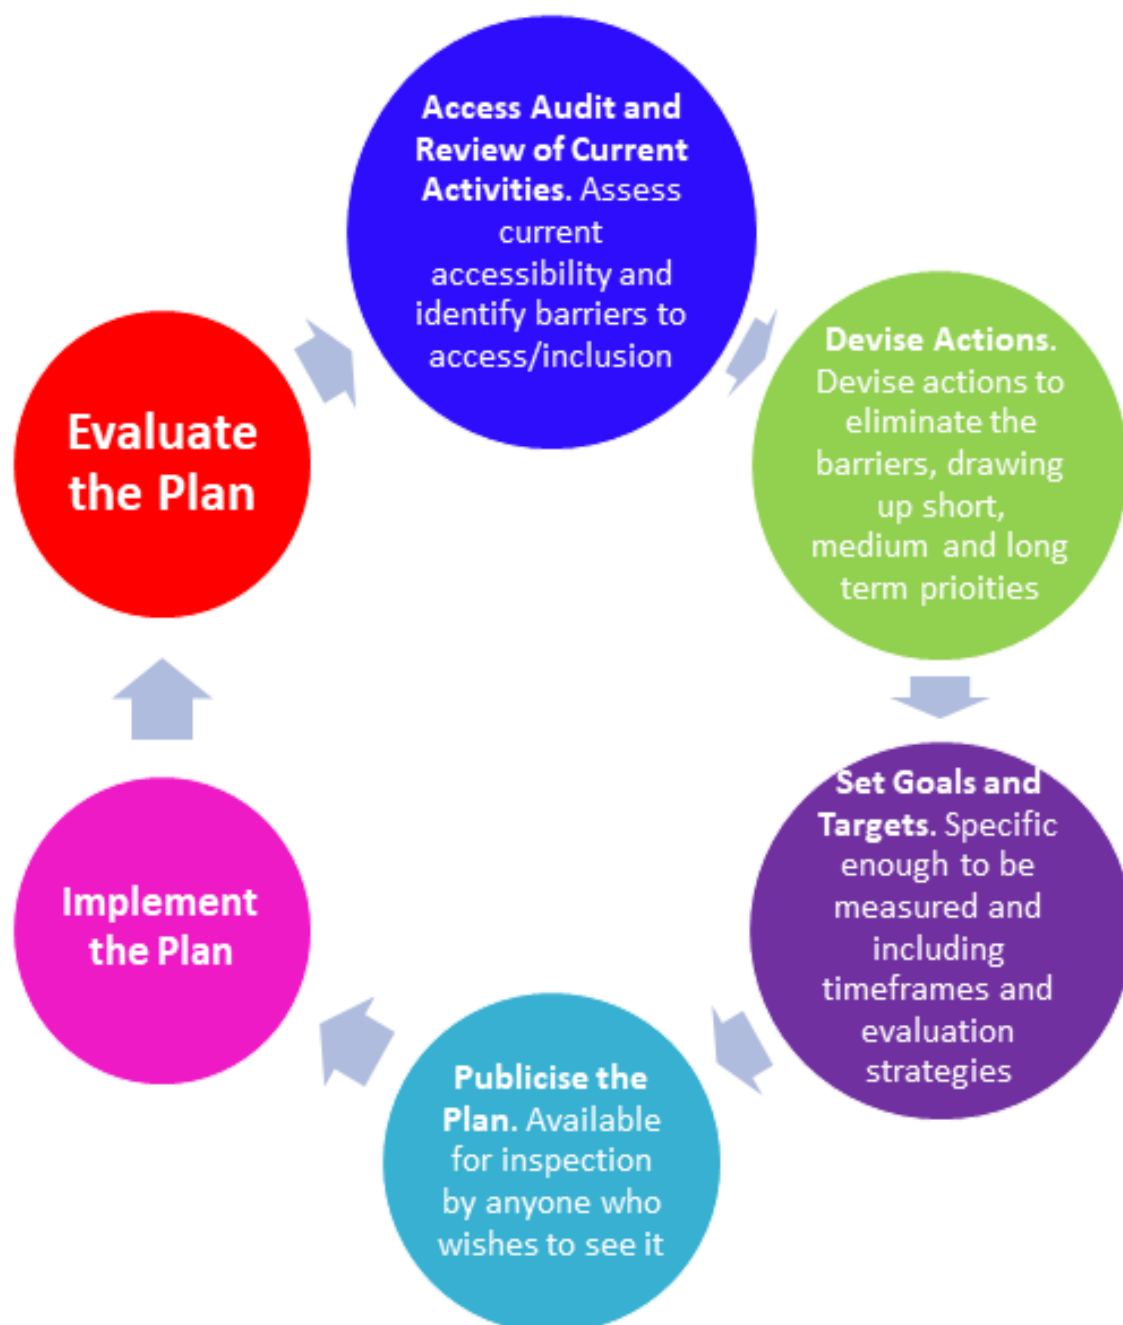 Access Audit and
Review of Current
Activities. Assess
current
accessibility and
identify barriers to
access/inclusion
Devise Actions.
Devise actions to
eliminate the
barriers, drawing
up short,
medium and long
term prioities
Set Goals and
Targets. Specific
enough to be
measured and
including
timeframes and
evaluation
strategies
Publicise the
Plan. Available
for inspection
by anyone who
wishes to see it
Implement
the Plan
Evaluate
the Plan